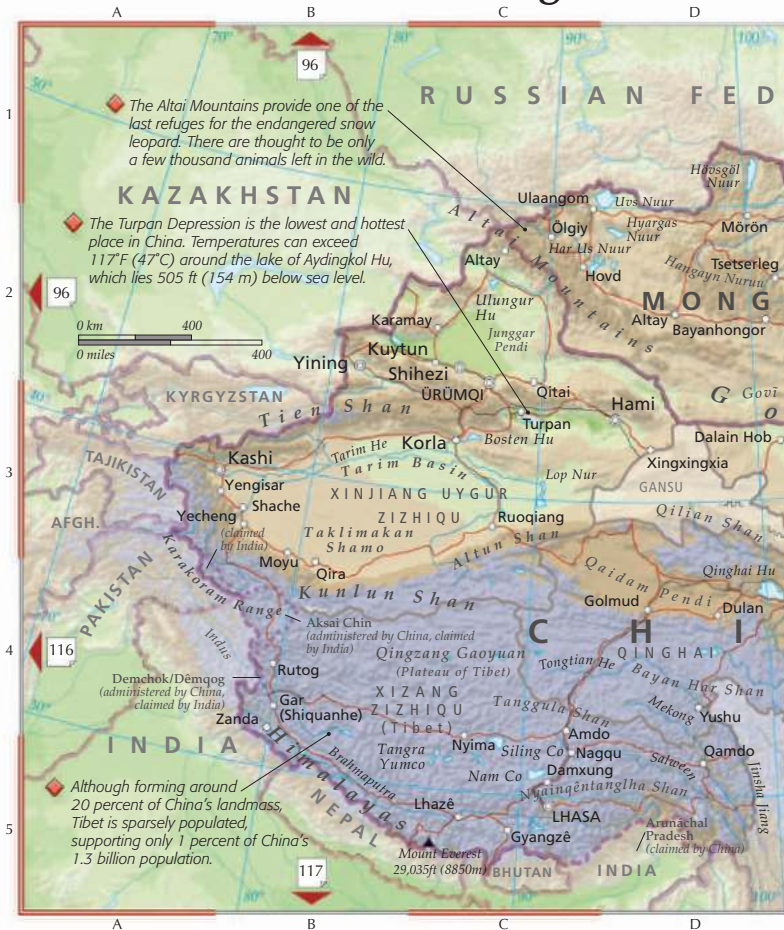 A
B
C
D
70°
80°
90°
100°
96
50°
RUSSIAN FED
1
The Altai Mountains provide one of the
last refuges for the endangered snow
leopard. There are thought to be only
a few thousand animals left in the wild.
Hövsgöl
Nuur
KAZAKHSTAN
Ulaangom
Uvs Nuur
Altai Mountains
The Turpan Depression is the lowest and hottest
place in China. Temperatures can exceed
117°F (47°C) around the lake of Aydingkol Hu,
which lies 505 ft (154 m) below sea level.
Ölgiy
Hyargas
Nuur
Mörön
Har Us Nuur
Altay
Hovd
Tsetserleg
Hangayn Nuruu
2
96
Ulungur
Hu
MONG
0 km
400
0 miles
400
Karamay
Junggar
Pendi
Altay
Bayanhongor
Kuytun
Yining
Shihezi
ÜRÜMQI
Qitai
40°
KYRGYZSTAN
Tien Shan
Hami
Govi
Go
Turpan
Bosten Hu
Dalain Hob
Korla
Tarim He
Kashi
Tarim Basin
Xingxingxia
3
TAJIKISTAN
Yengisar
Lop Nur
GANSU
XINJIANG UYGUR
ZIZHIQU
Shache
Yecheng
(claimed
by India)
Ruoqiang
Qilian Shan
AFGH.
Taklimakan
Shamo
Altun Shan
Moyu
Qira
Qaidam Pendi
Qinghai Hu
Karakoram Range
Kunlun Shan
Golmud
Dulan
PAKISTAN
70°
Aksai Chin
(administered by China, claimed
by India)
CHI
4
116
Indus
Qingzang Gaoyuan
(Plateau of Tibet)
QINGHAI
Tongtian He
Bayan Har Shan
Rutog
Demchok/Dêmqog
(administered by China,
claimed by India)
XIZANG
ZIZHIQU
(Tibet)
Gar
(Shiquanhe)
Tanggula Shan
Mekong
Yushu
30°
Zanda
INDIA
Amdo
Nyima
Siling Co
Nagqu
Tangra
Yumco
Salween
Qamdo
Himalayas
Brahmaputra
Nam Co
Damxung
Nyainqêntanglha Shan
Jinsha Jiang
Although forming around
20 percent of China's landmass,
Tibet is sparsely populated,
supporting only 1 percent of China's
1.3 billion population.
Lhazê
LHASA
NEPAL
Arunachal
Pradesh
(claimed by China)
5
Gyangzê
Mount Everest
29,035ft (8850m)
BHUTAN
INDIA
117
80°
90°
A
B
C
D